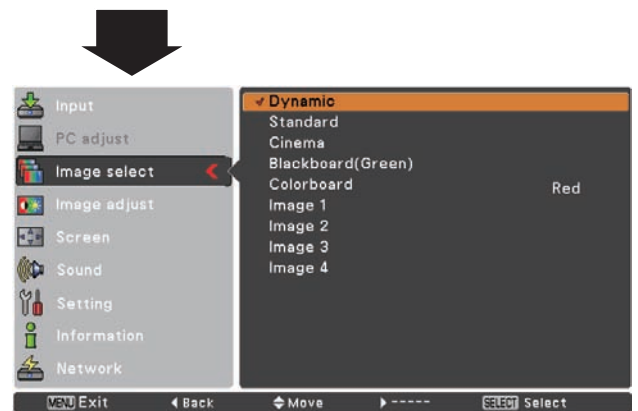 Input
PC adjust
Image select
Image adjust
Screen
Sound
Setting
Information
Network
Dynamic
Standard
Cinema
Blackboard(Green)
Colorboard Red
Image 1
Image 2
Image 3
Image 4
MENU Exit Back Move ----- SELECT Select